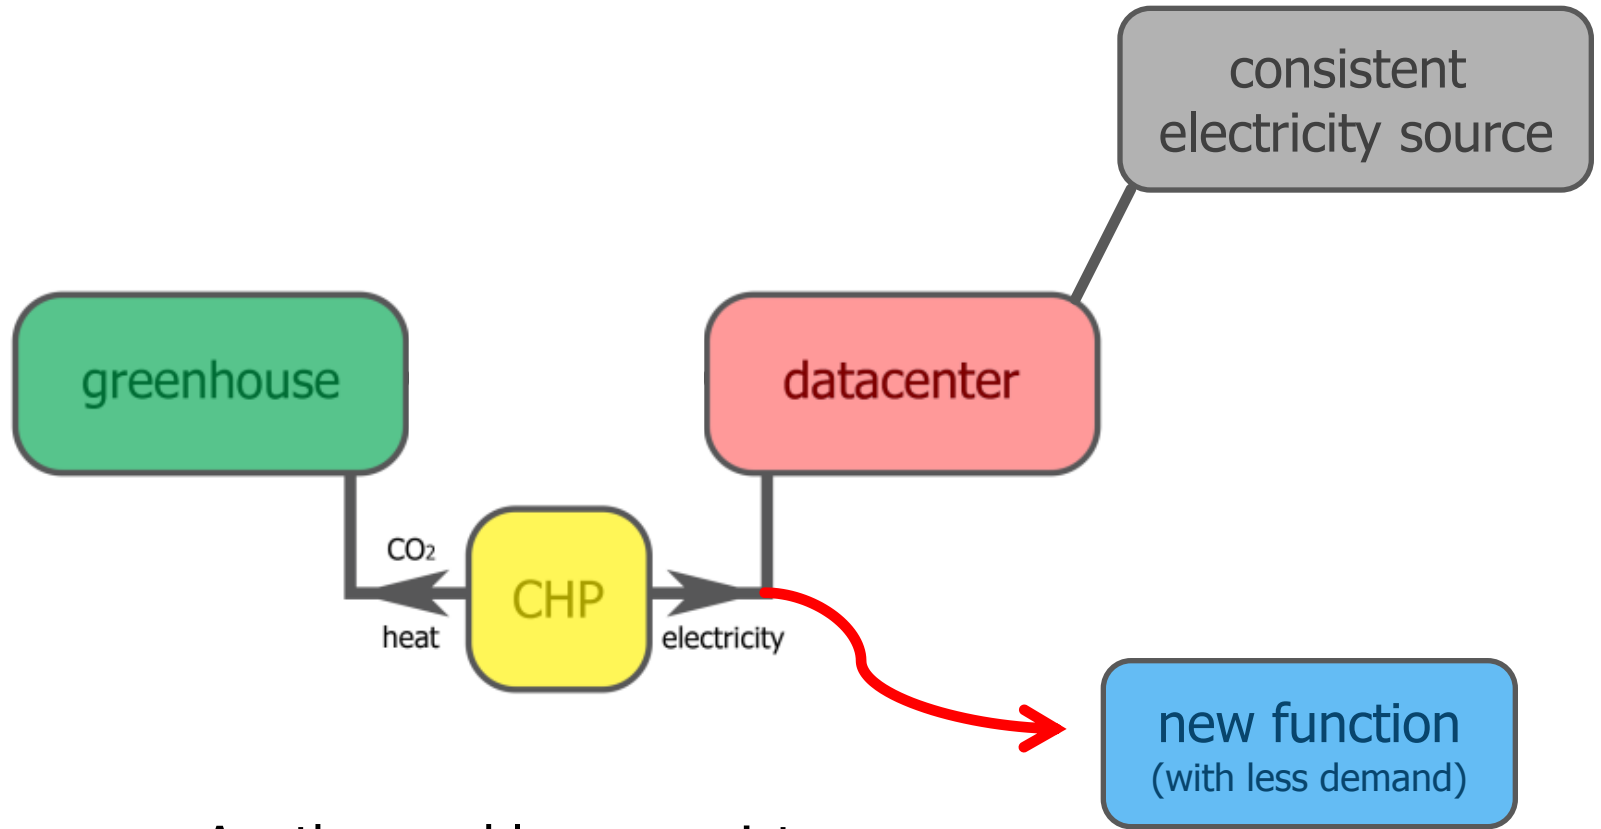 consistent
electricity source
greenhouse
datacenter
CO₂
CHP
heat
electricity
new function
(with less demand)